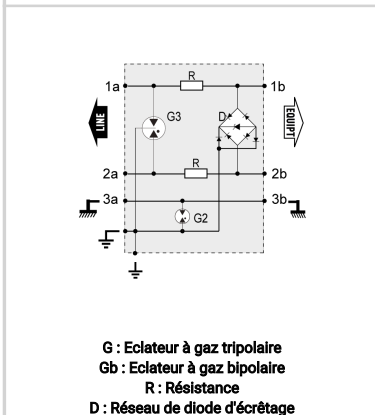 R
1a
1b
G3
D
LINE
EQUIPT
R
2a
2b
3a
3b
G2
G : Eclateur à gaz tripolaire
Gb : Eclateur à gaz bipolaire
R : Résistance
D : Réseau de diode d'écrêtage